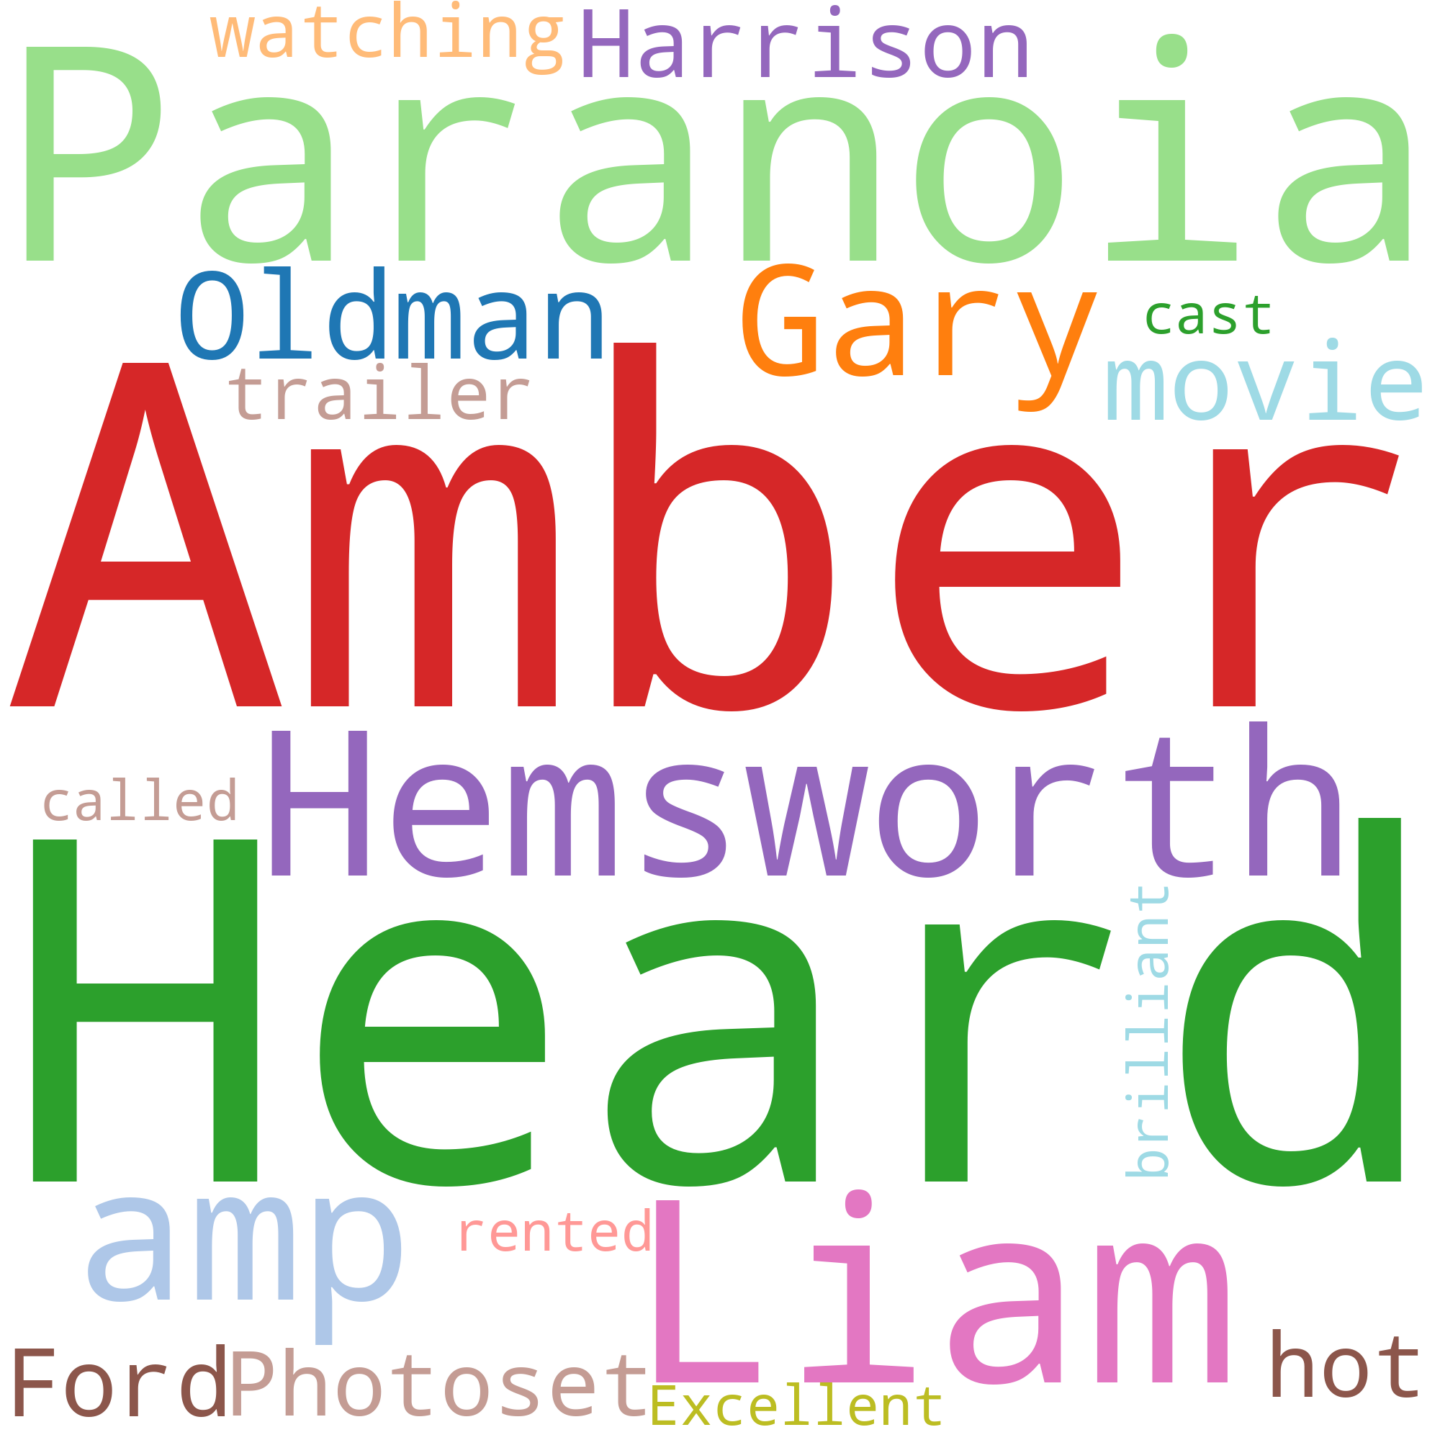 watching Harrison
Paranoia
Oldman Gary cast
trailer movie
Amber
called Hemsworth
Heard
brilliant
amp rented Liam
Ford Photoset hot
Excellent